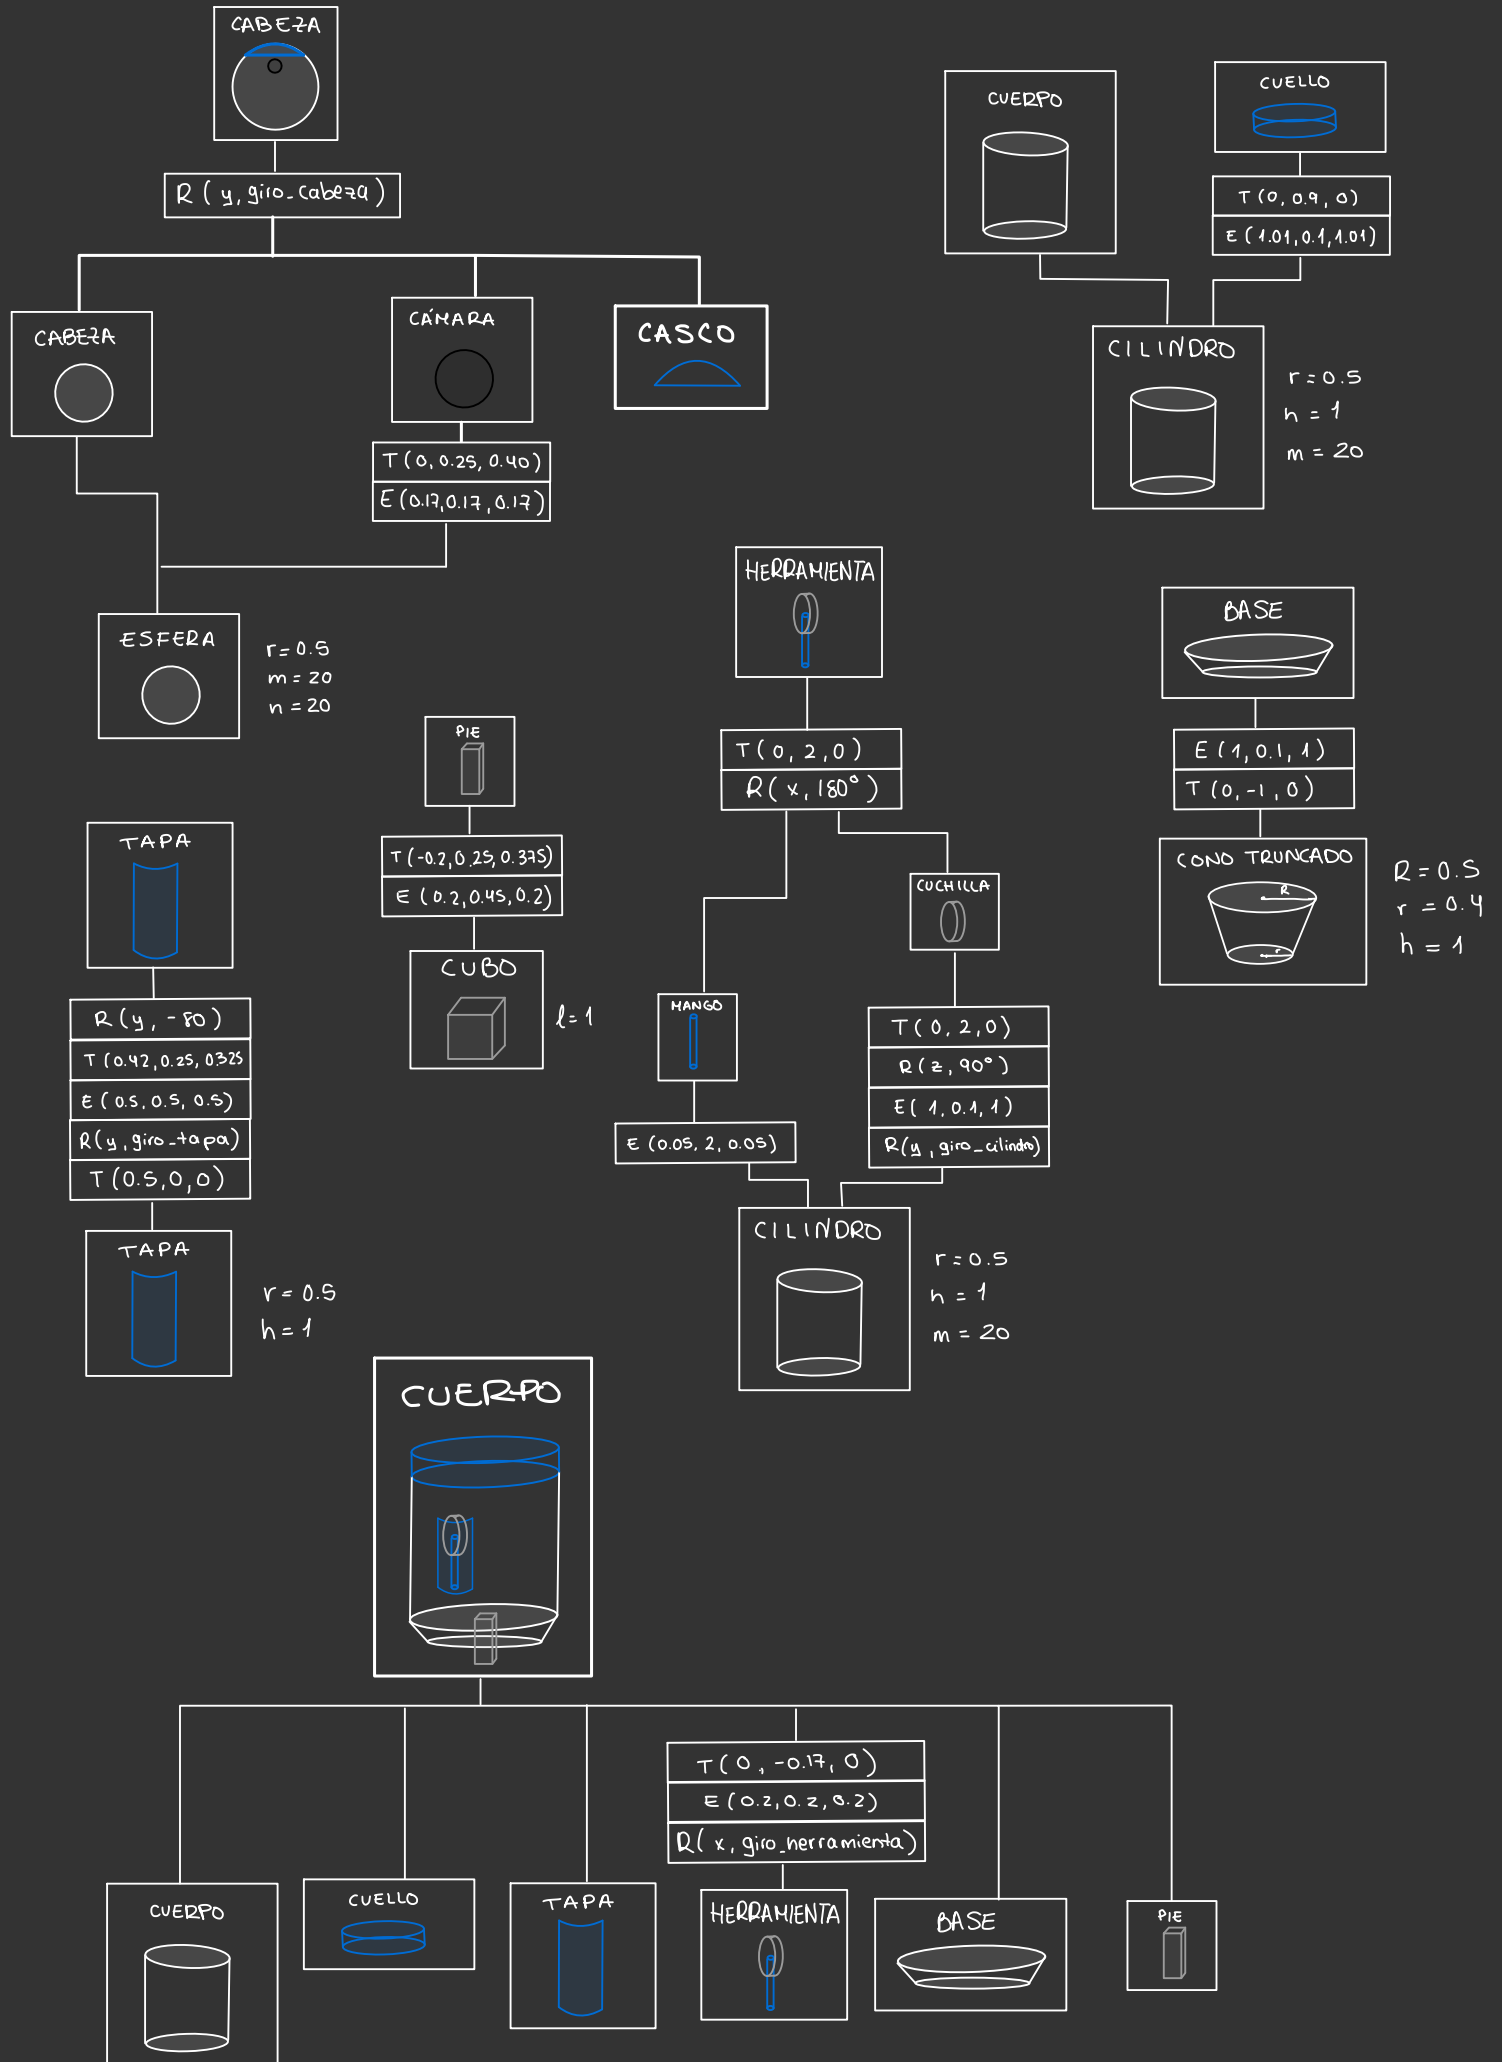 CABEZA
R ( y, giro_cabeza )
CABEZA
CÁMARA
CASCO
T ( 0, 0.25, 0.40)
E (0.17,0.17,0.17)
ESFERA
r = 0.5
m = 20
n = 20
CUERPO
CUELLO
T (0, 0.9, 0)
E (1.01,0.1,1.01)
CILINDRO
r = 0.5
h = 1
m = 20
HERRAMIENTA
T ( 0, 2, 0)
R ( x, 180° )
CUCHILLA
MANGO
T ( 0, 2, 0 )
R ( z, 90° )
E ( 1, 0.1, 1 )
R(y, giro_cilindro)
E (0.05, 2, 0.05)
CILINDRO
r = 0.5
h = 1
m = 20
BASE
E ( 1, 0.1, 1 )
T (0, -1, 0)
CONO TRUNCADO
R
r
R = 0.5
r = 0.4
h = 1
PIE
T (-0.2, 0.25, 0.375)
E (0.2, 0.45, 0.2)
CUBO
l = 1
TAPA
R (y, -80)
T (0.42, 0.25, 0.325
E (0.5, 0.5, 0.5)
R(y, giro_tapa)
T (0.5, 0, 0)
TAPA
r = 0.5
h = 1
CUERPO
T ( 0, -0.17, 0 )
E (0.2, 0.2, 0.2)
R( x, giro_herramienta)
CUERPO
CUELLO
TAPA
HERRAMIENTA
BASE
PIE